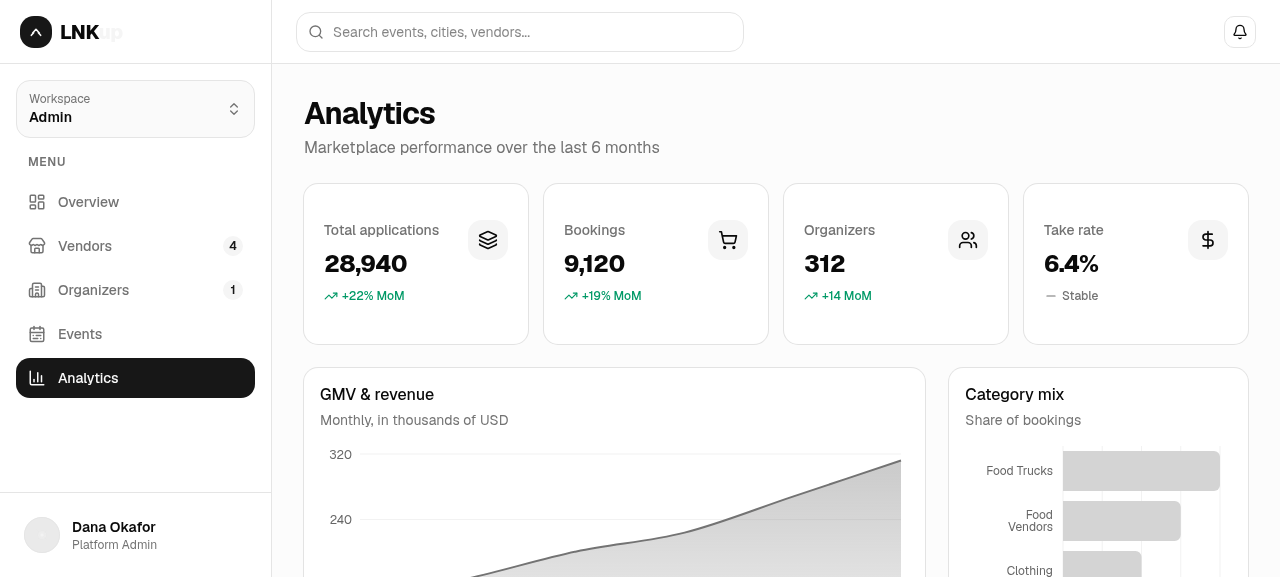 LNKup
Search events, cities, vendors...
Workspace
Admin
MENU
Overview
Vendors 4
Organizers 1
Events
Analytics
Dana Okafor
Platform Admin
Analytics
Marketplace performance over the last 6 months
Total applications
28,940
+22% MoM
Bookings
9,120
+19% MoM
Organizers
312
+14 MoM
Take rate
6.4%
Stable
GMV & revenue
Monthly, in thousands of USD
320
240
Category mix
Share of bookings
Food Trucks
Food
Vendors
Clothing